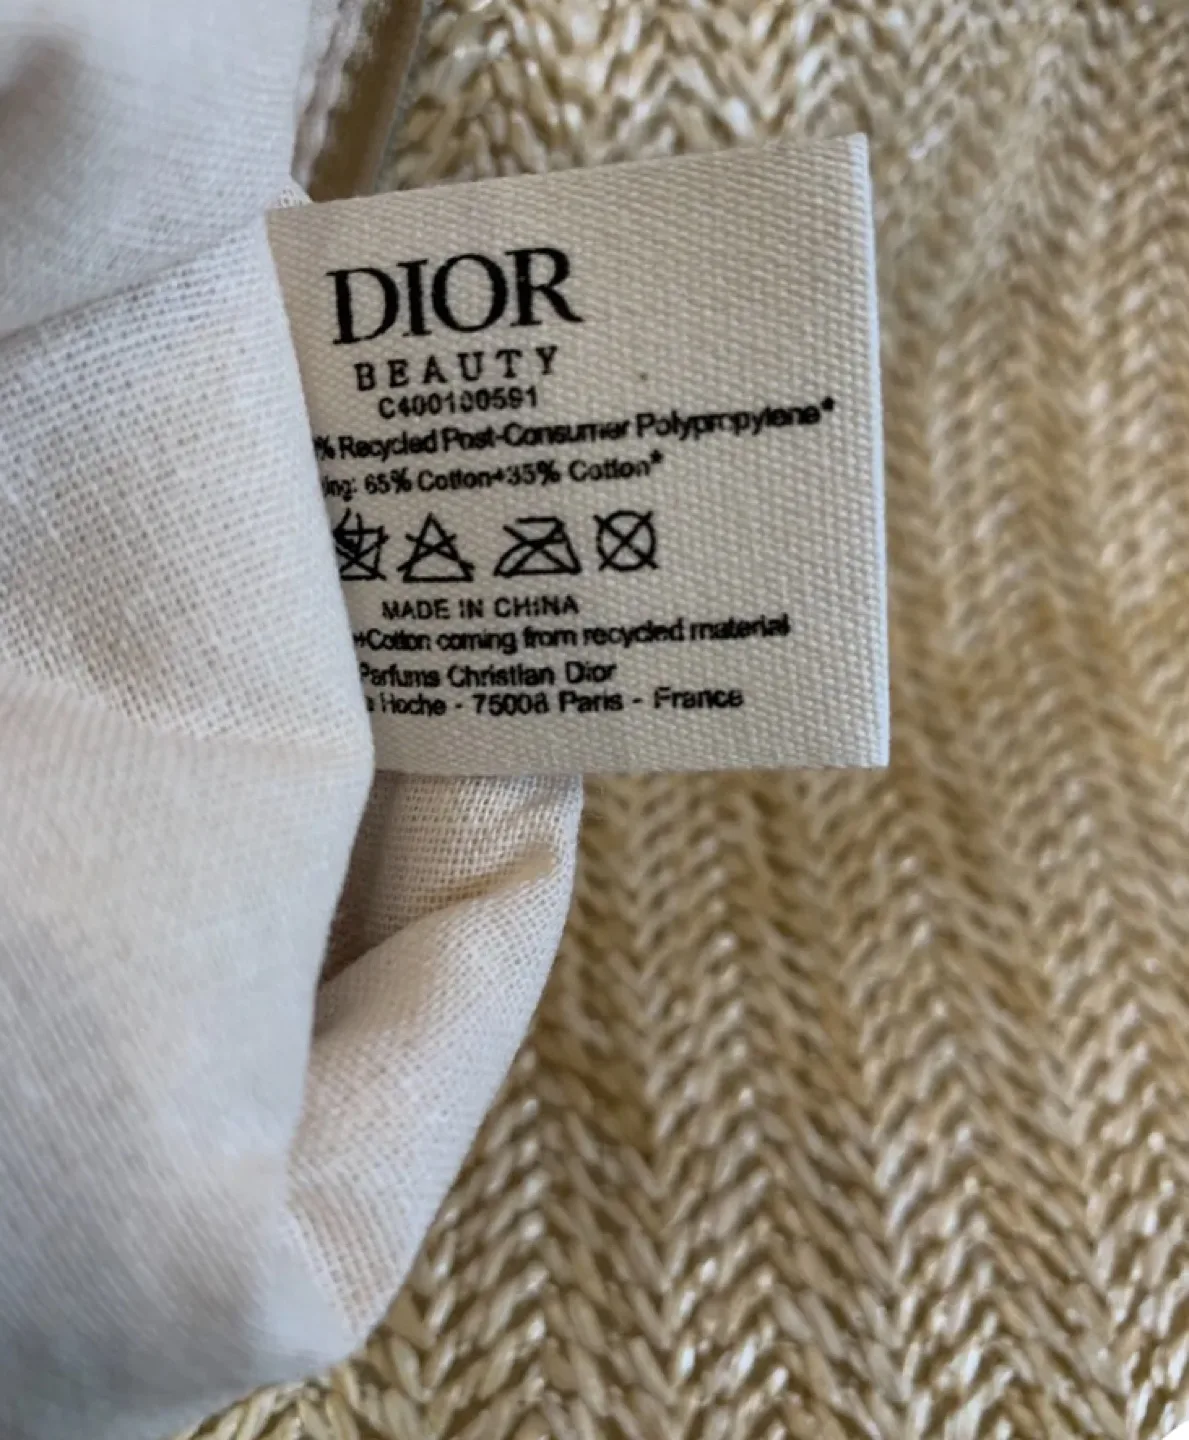 DIOR
BEAUTY
C400100591
% Recycled Post-Consumer Polypropylene*
ing: 65% Cotton+35% Cotton*
MADE IN CHINA
*Cotton coming from recycled material
Parfums Christian Dior
Hoche - 75008 Paris - France